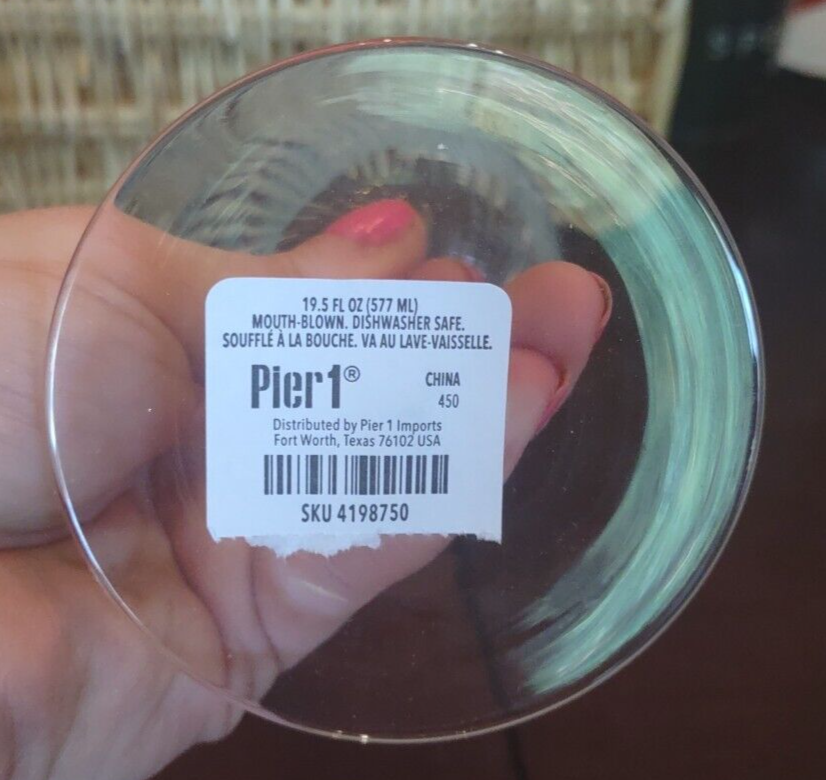 19.5 FL OZ (577 ML)
MOUTH-BLOWN. DISHWASHER SAFE.
SOUFFLÉ À LA BOUCHE. VA AU LAVE-VAISSELLE.
Pier1® CHINA
450
Distributed by Pier 1 Imports
Fort Worth, Texas 76102 USA
SKU 4198750